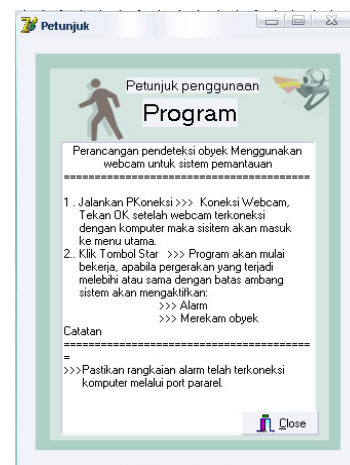 Petunjuk
Petunjuk penggunaan
Program
Perancangan pendeteksi obyek Menggunakan
webcam untuk sistem pemantauan
=========================================
1 . Jalankan PKoneksi >>>  Koneksi Webcam,
Tekan OK setelah webcam terkoneksi
dengan komputer maka sisitem akan masuk
ke menu utama.
2.. Klik Tombol Star  >>> Program akan mulai
bekerja, apabila pergerakan yang terjadi
melebihi atau sama dengan batas ambang
sistem akan mengaktifkan:
>>> Alarm
>>> Merekam obyek
Catatan
=========================================
=
>>>Pastikan rangkaian alarm telah terkoneksi
komputer melalui port pararel.
Close